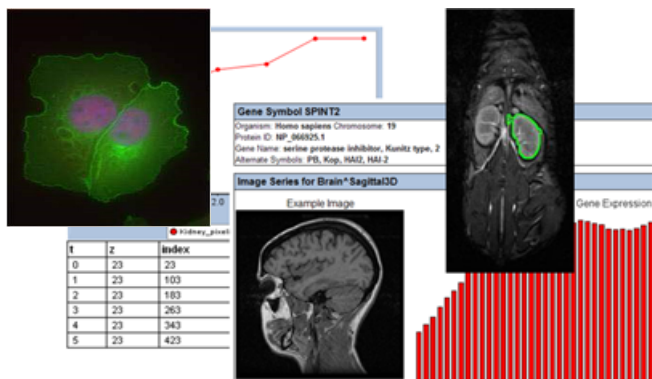 Gene Symbol SPINT2
Organism: Homo sapiens Chromosome: 19
Protein ID: NP_066925.1
Gene Name: serine protease inhibitor, Kunitz type, 2
Alternate Symbols: PB, Kop, HAI2, HAI-2
Image Series for Brain^Sagittal3D
Example Image
Gene Expression
2.0
Kidney_pixel
t z index
0 23 23
1 23 103
2 23 183
3 23 263
4 23 343
5 23 423